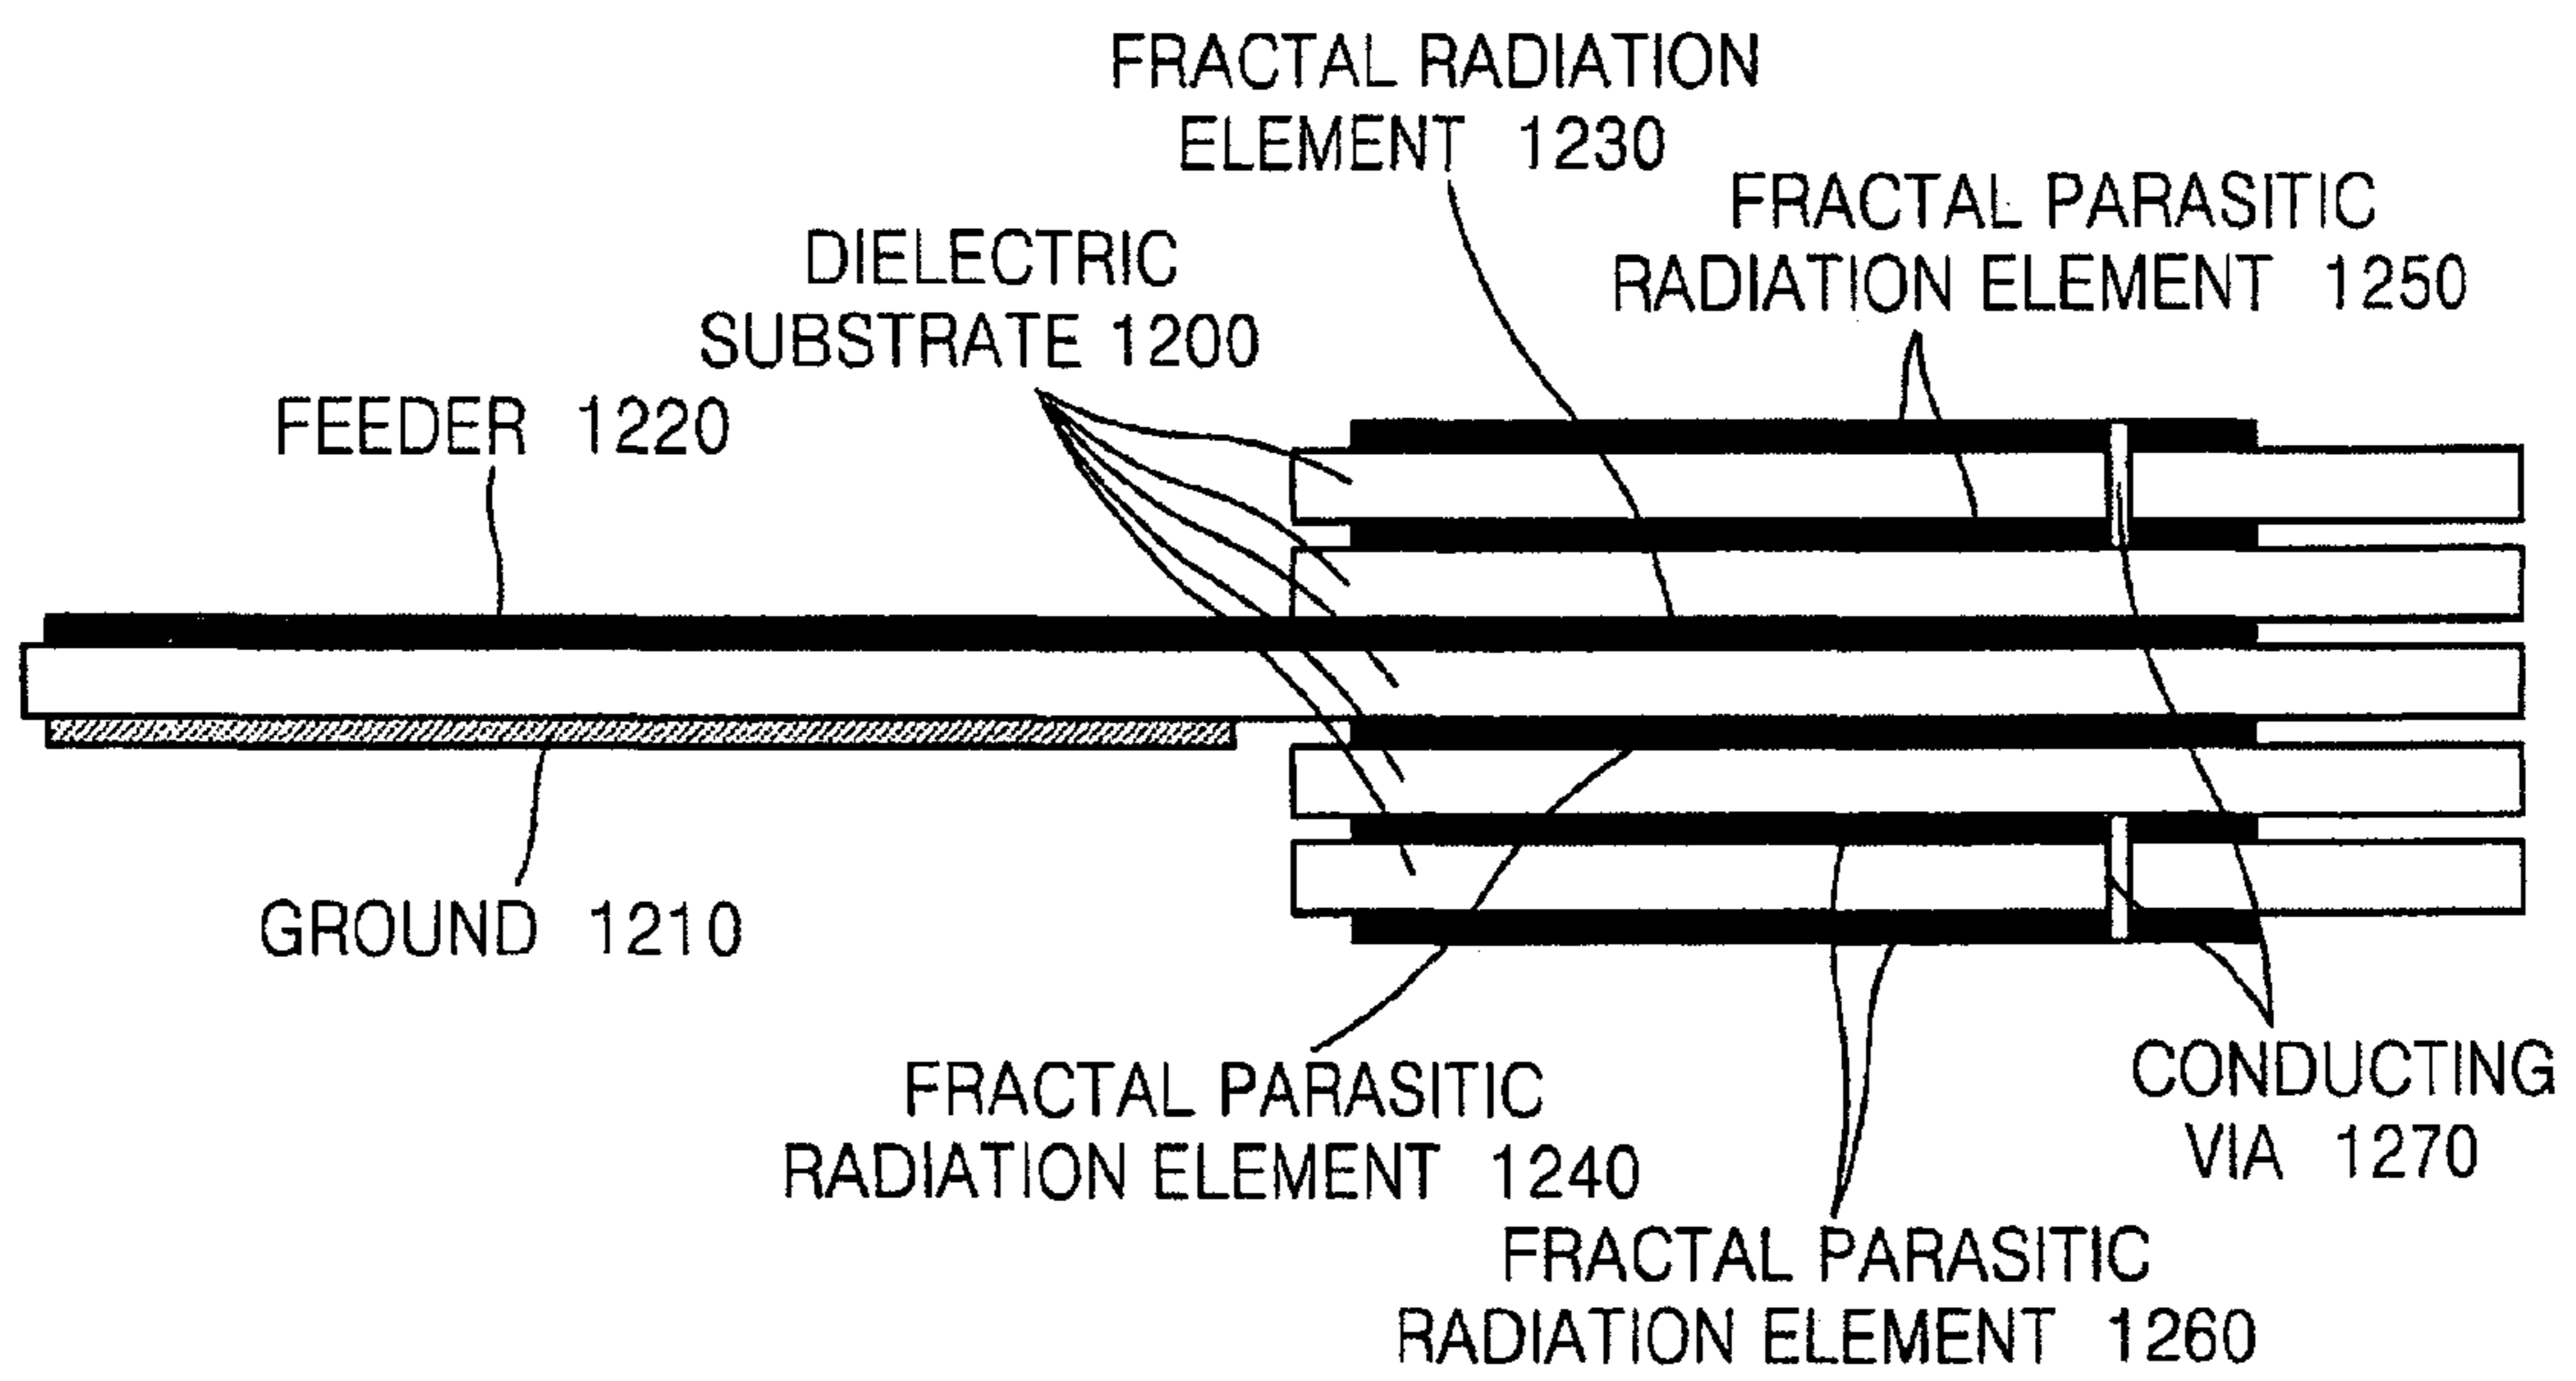 FRACTAL RADIATION
ELEMENT 1230
FRACTAL PARASITIC
RADIATION ELEMENT 1250
DIELECTRIC
SUBSTRATE 1200
FEEDER 1220
GROUND 1210
FRACTAL PARASITIC
RADIATION ELEMENT 1240
CONDUCTING
VIA 1270
FRACTAL PARASITIC
RADIATION ELEMENT 1260